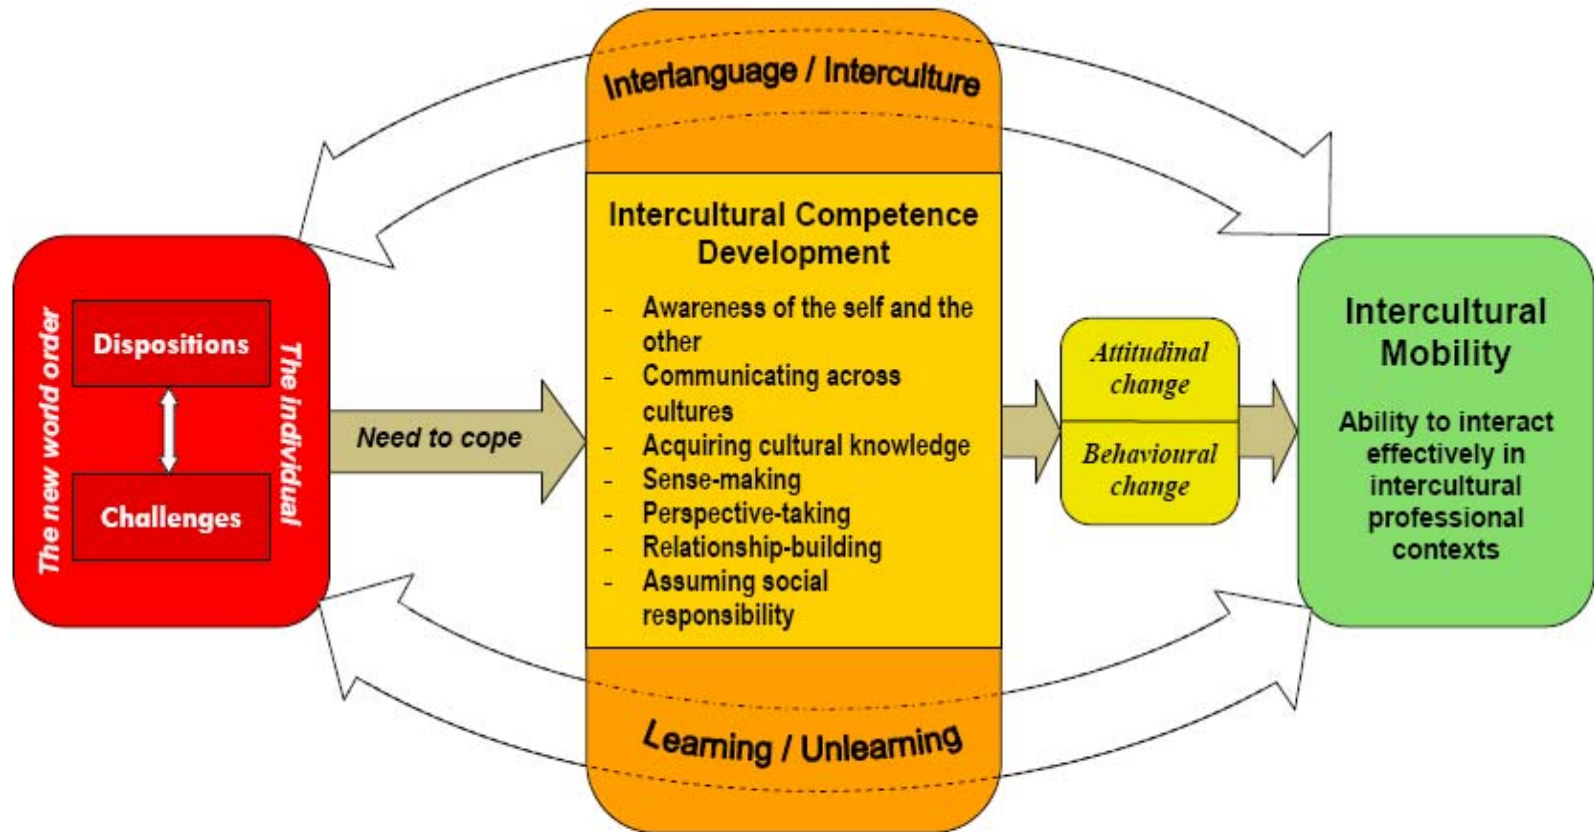 Interlanguage / Interculture
The new world order
Dispositions
Challenges
The individual
Need to cope
Intercultural Competence
Development
- Awareness of the self and the
other
- Communicating across
cultures
- Acquiring cultural knowledge
- Sense-making
- Perspective-taking
- Relationship-building
- Assuming social
responsibility
Attitudinal
change
Behavioural
change
Intercultural
Mobility
Ability to interact
effectively in
intercultural
professional
contexts
Learning / Unlearning